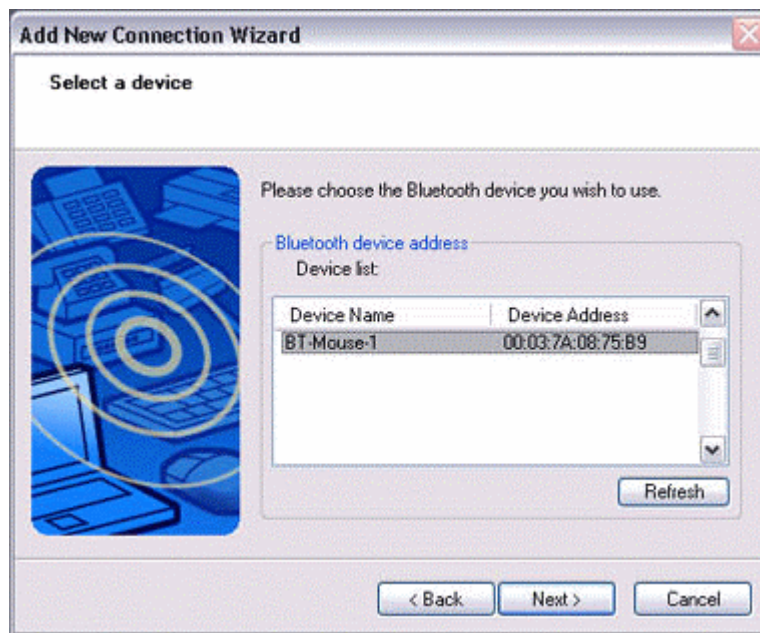 Add New Connection Wizard
Select a device
Please choose the Bluetooth device you wish to use.
Bluetooth device address
Device list:
Device Name Device Address
BT-Mouse-1 00:03:7A:08:75:B9
Refresh
< Back Next > Cancel